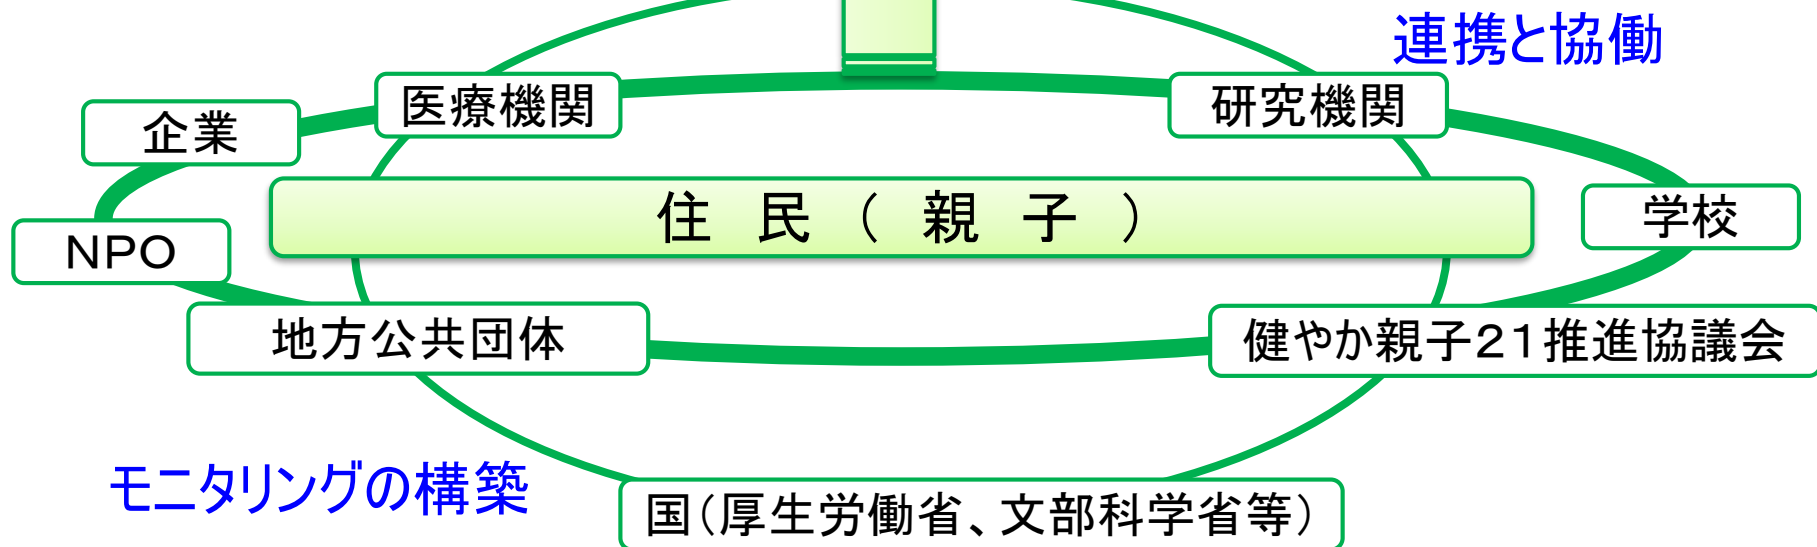 連携と協働
医療機関
研究機関
企業
住 民 （ 親 子 ）
学校
NPO
地方公共団体
健やか親子２１推進協議会
モニタリングの構築
国（厚生労働省、文部科学省等）